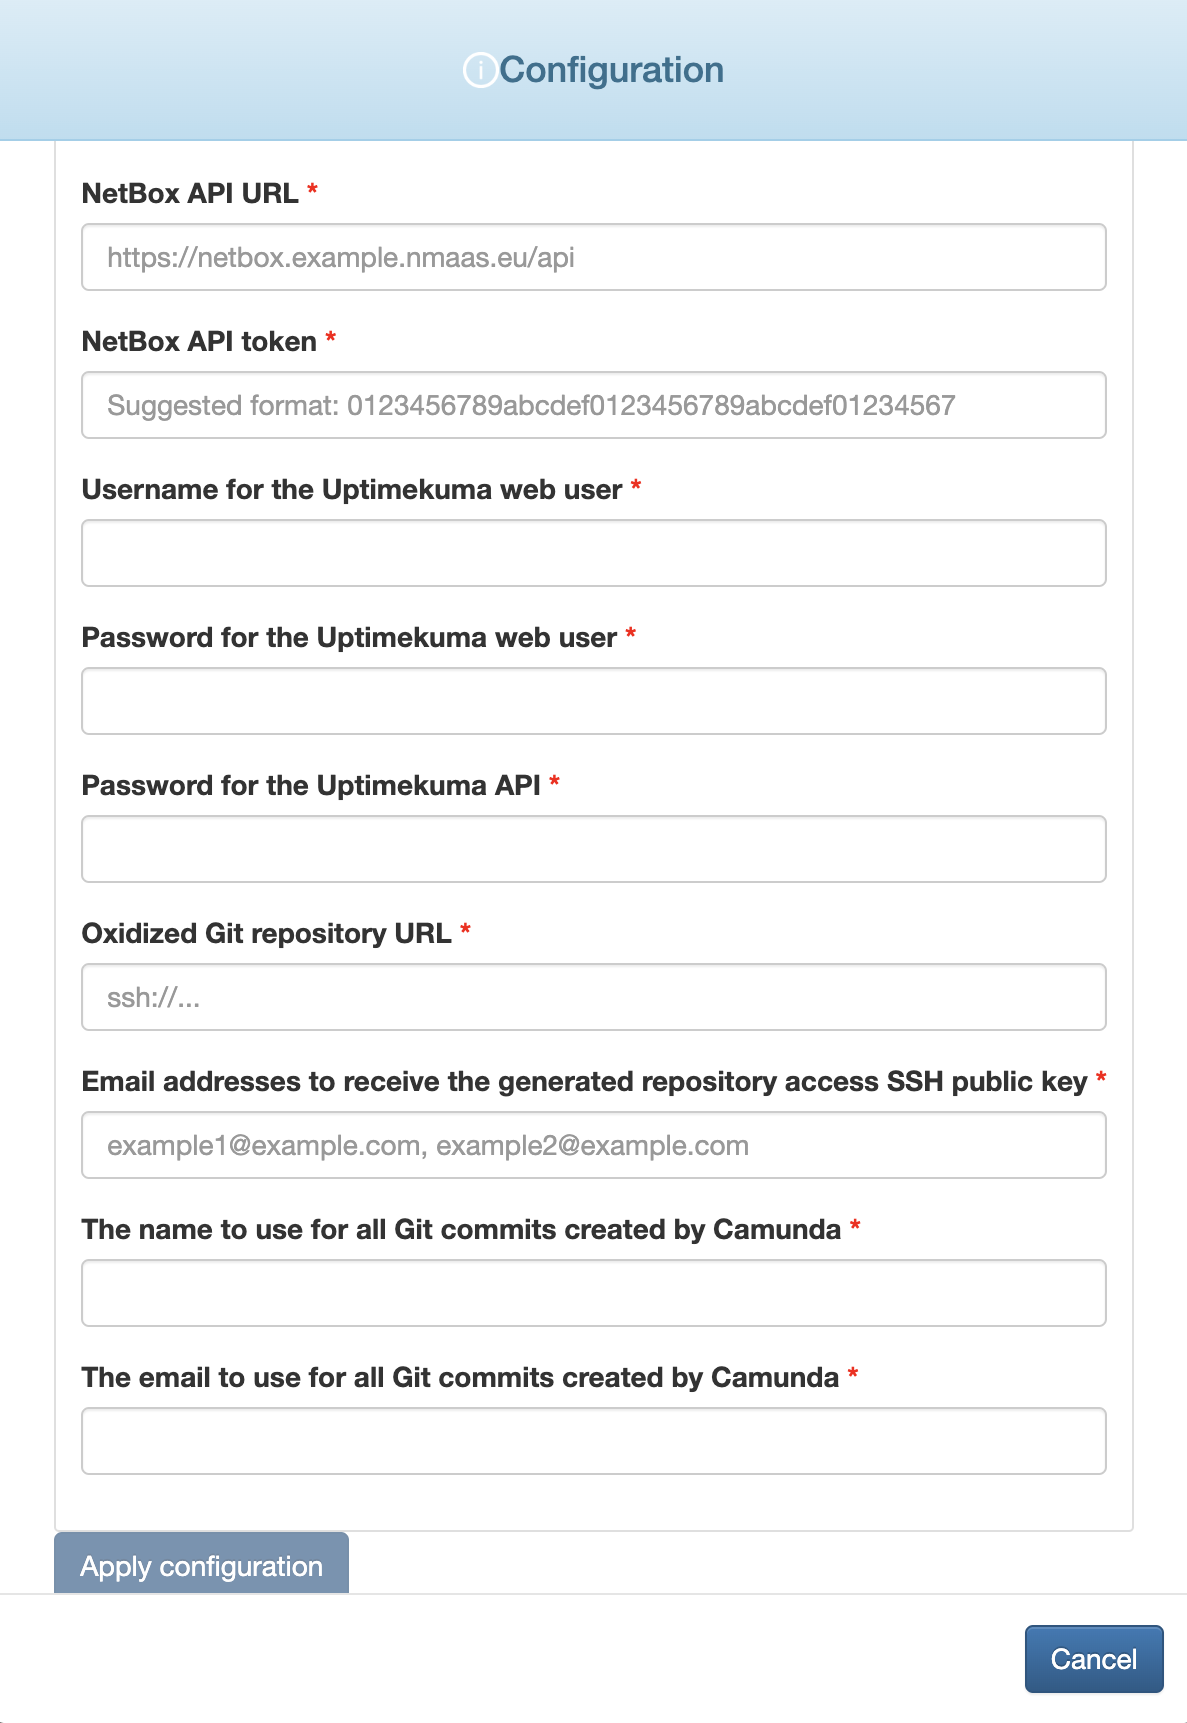 Configuration
NetBox API URL *
https://netbox.example.nmaas.eu/api
NetBox API token *
Suggested format: 0123456789abcdef0123456789abcdef01234567
Username for the Uptimekuma web user *
Password for the Uptimekuma web user *
Password for the Uptimekuma API *
Oxidized Git repository URL *
ssh://...
Email addresses to receive the generated repository access SSH public key *
example1@example.com, example2@example.com
The name to use for all Git commits created by Camunda *
The email to use for all Git commits created by Camunda *
Apply configuration
Cancel